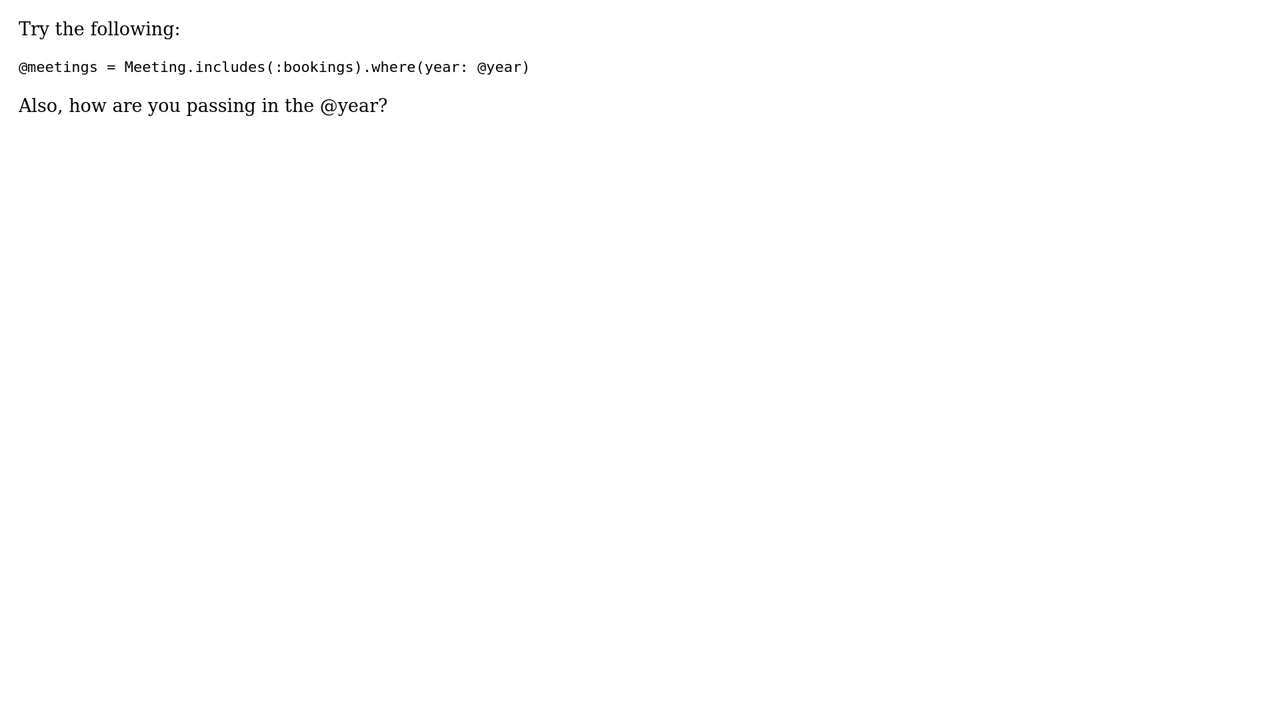 Try the following:
@meetings = Meeting.includes(:bookings).where(year: @year)
Also, how are you passing in the @year?